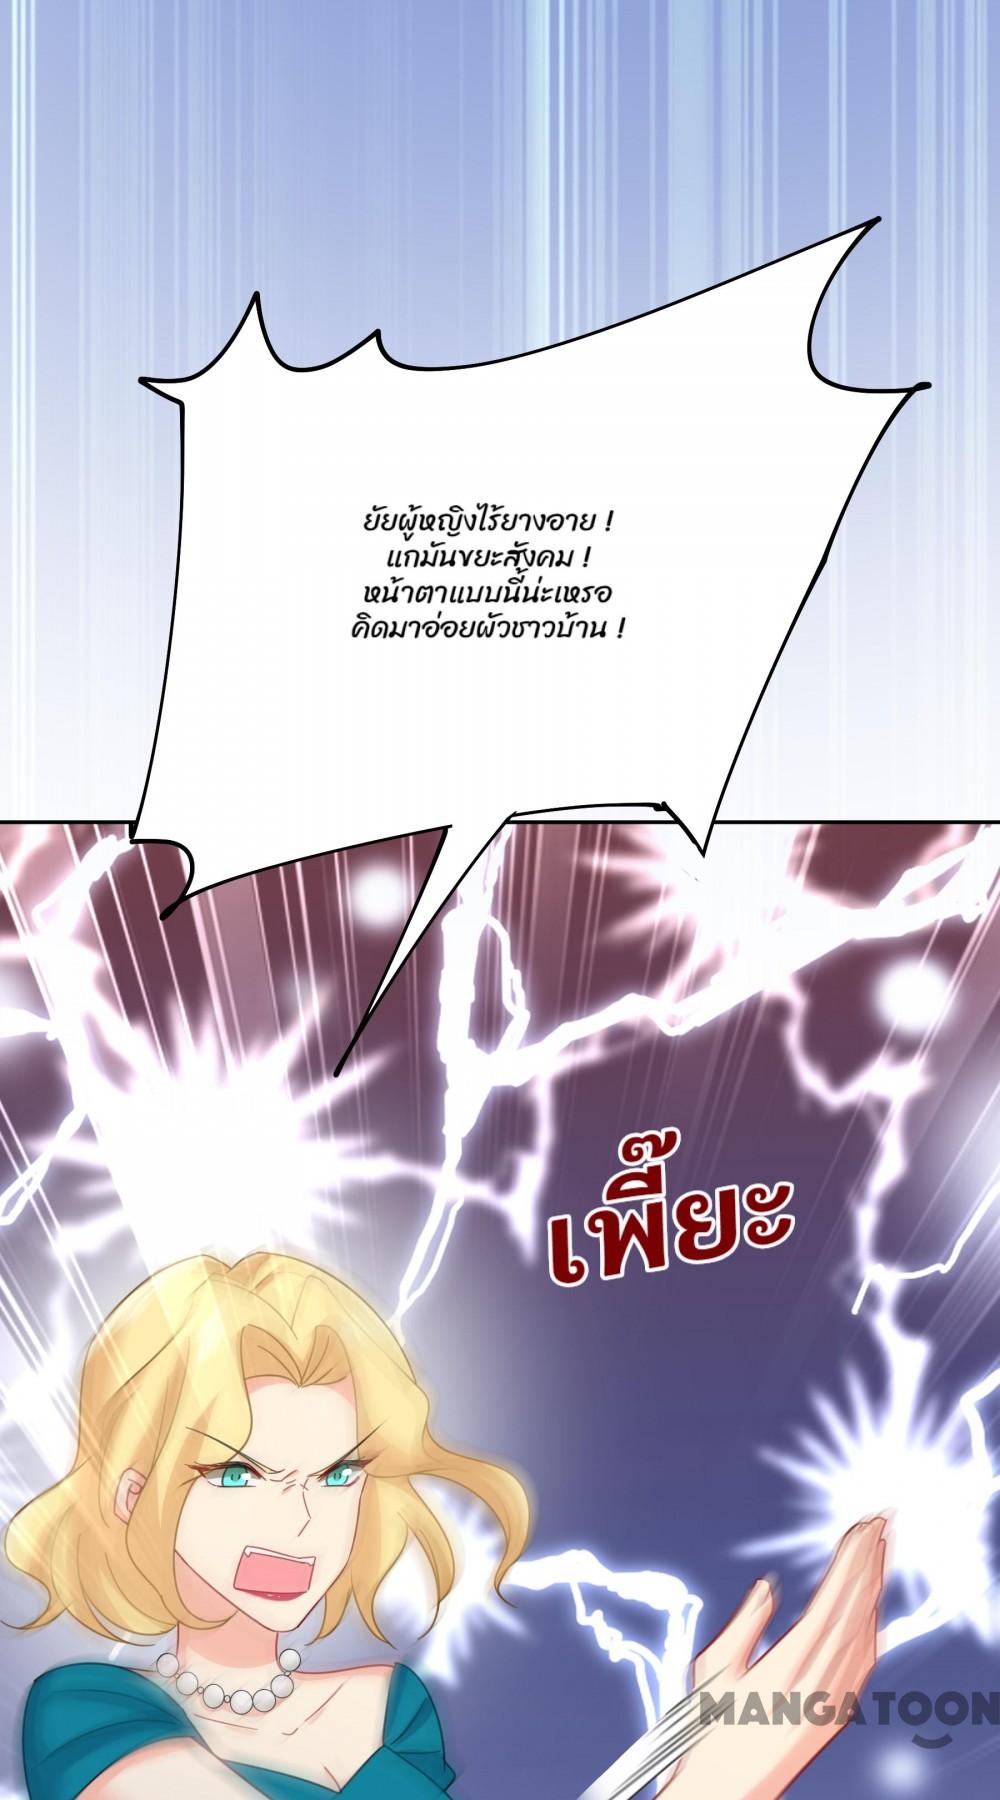 ยัยผู้หญิงไร้ยางอาย !
แกมันขยะสังคม !
หน้าตาแบบนี้น่ะเหรอ
คิดมาอ่อยผัวชาวบ้าน !
เพี๊ยะ
MANGATOON